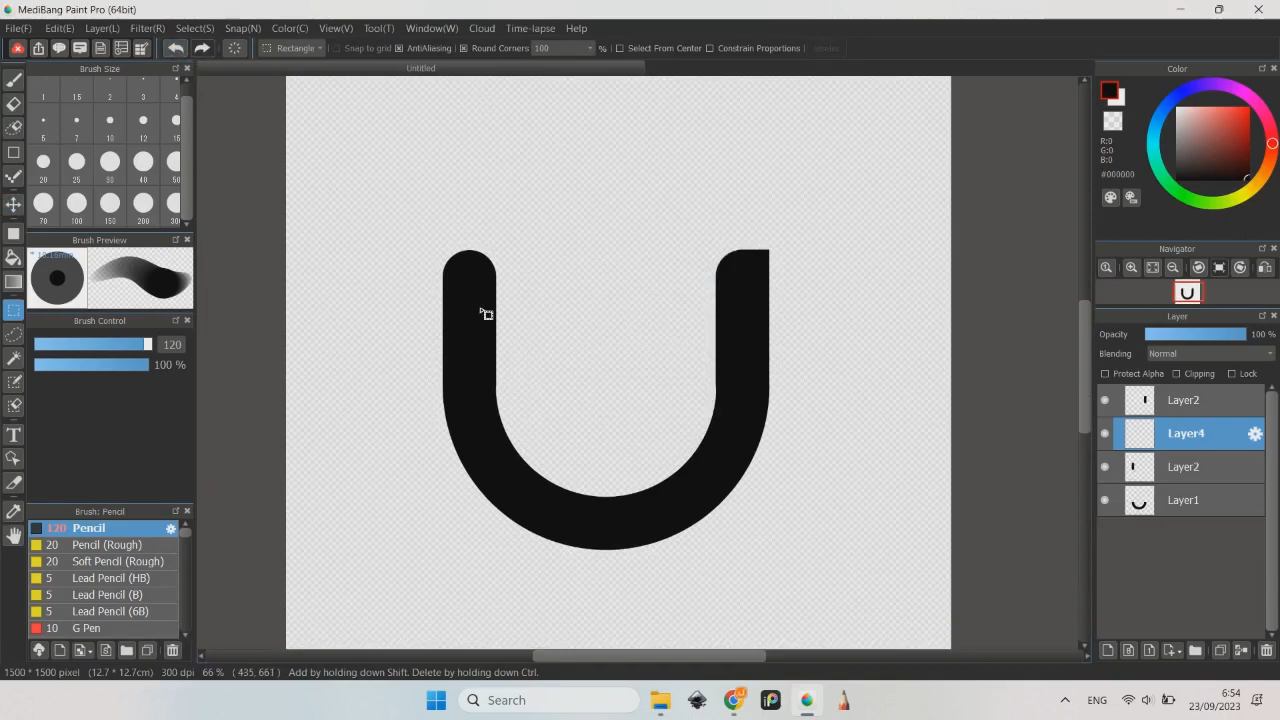 MediBang Paint Pro (64bit)
File(F) Edit(E) Layer(L) Filter(R) Select(S) Snap(N) Color(C) View(V) Tool(T) Window(W) Cloud Time-lapse Help
Rectangle Snap to grid AntiAliasing Round Corners 100 % Select From Center Constrain Proportions
Brush Size
Untitled
Color
1 1.5 2 3 4
5 7 10 12 15
20 25 30 40 50
70 100 150 200 300
R:0
G:0
B:0
#000000
Brush Preview
Navigator
Brush Control
120
100 %
Layer
Opacity 100 %
Blending Normal
Protect Alpha Clipping Lock
Layer2
Layer4
Layer2
Layer1
Brush: Pencil
120 Pencil
20 Pencil (Rough)
20 Soft Pencil (Rough)
5 Lead Pencil (HB)
5 Lead Pencil (B)
5 Lead Pencil (6B)
10 G Pen
1500 * 1500 pixel (12.7 * 12.7cm) 300 dpi 66 % ( 435, 661 ) Add by holding down Shift. Delete by holding down Ctrl.
Search
ENG
6:54
23/09/2023